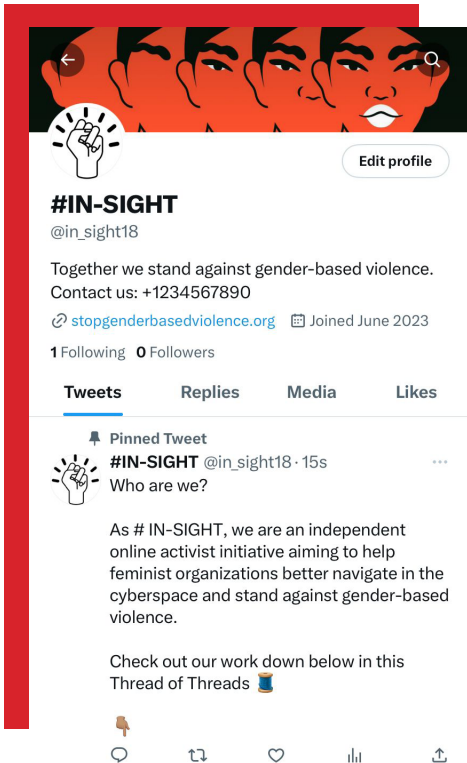 Edit profile
#IN-SIGHT
@in_sight18
Together we stand against gender-based violence.
Contact us: +1234567890
stopgenderbasedviolence.org Joined June 2023
1 Following 0 Followers
Tweets Replies Media Likes
Pinned Tweet
#IN-SIGHT @in_sight18 · 15s
Who are we?
As # IN-SIGHT, we are an independent
online activist initiative aiming to help
feminist organizations better navigate in the
cyberspace and stand against gender-based
violence.
Check out our work down below in this
Thread of Threads 🧵
👇🏽